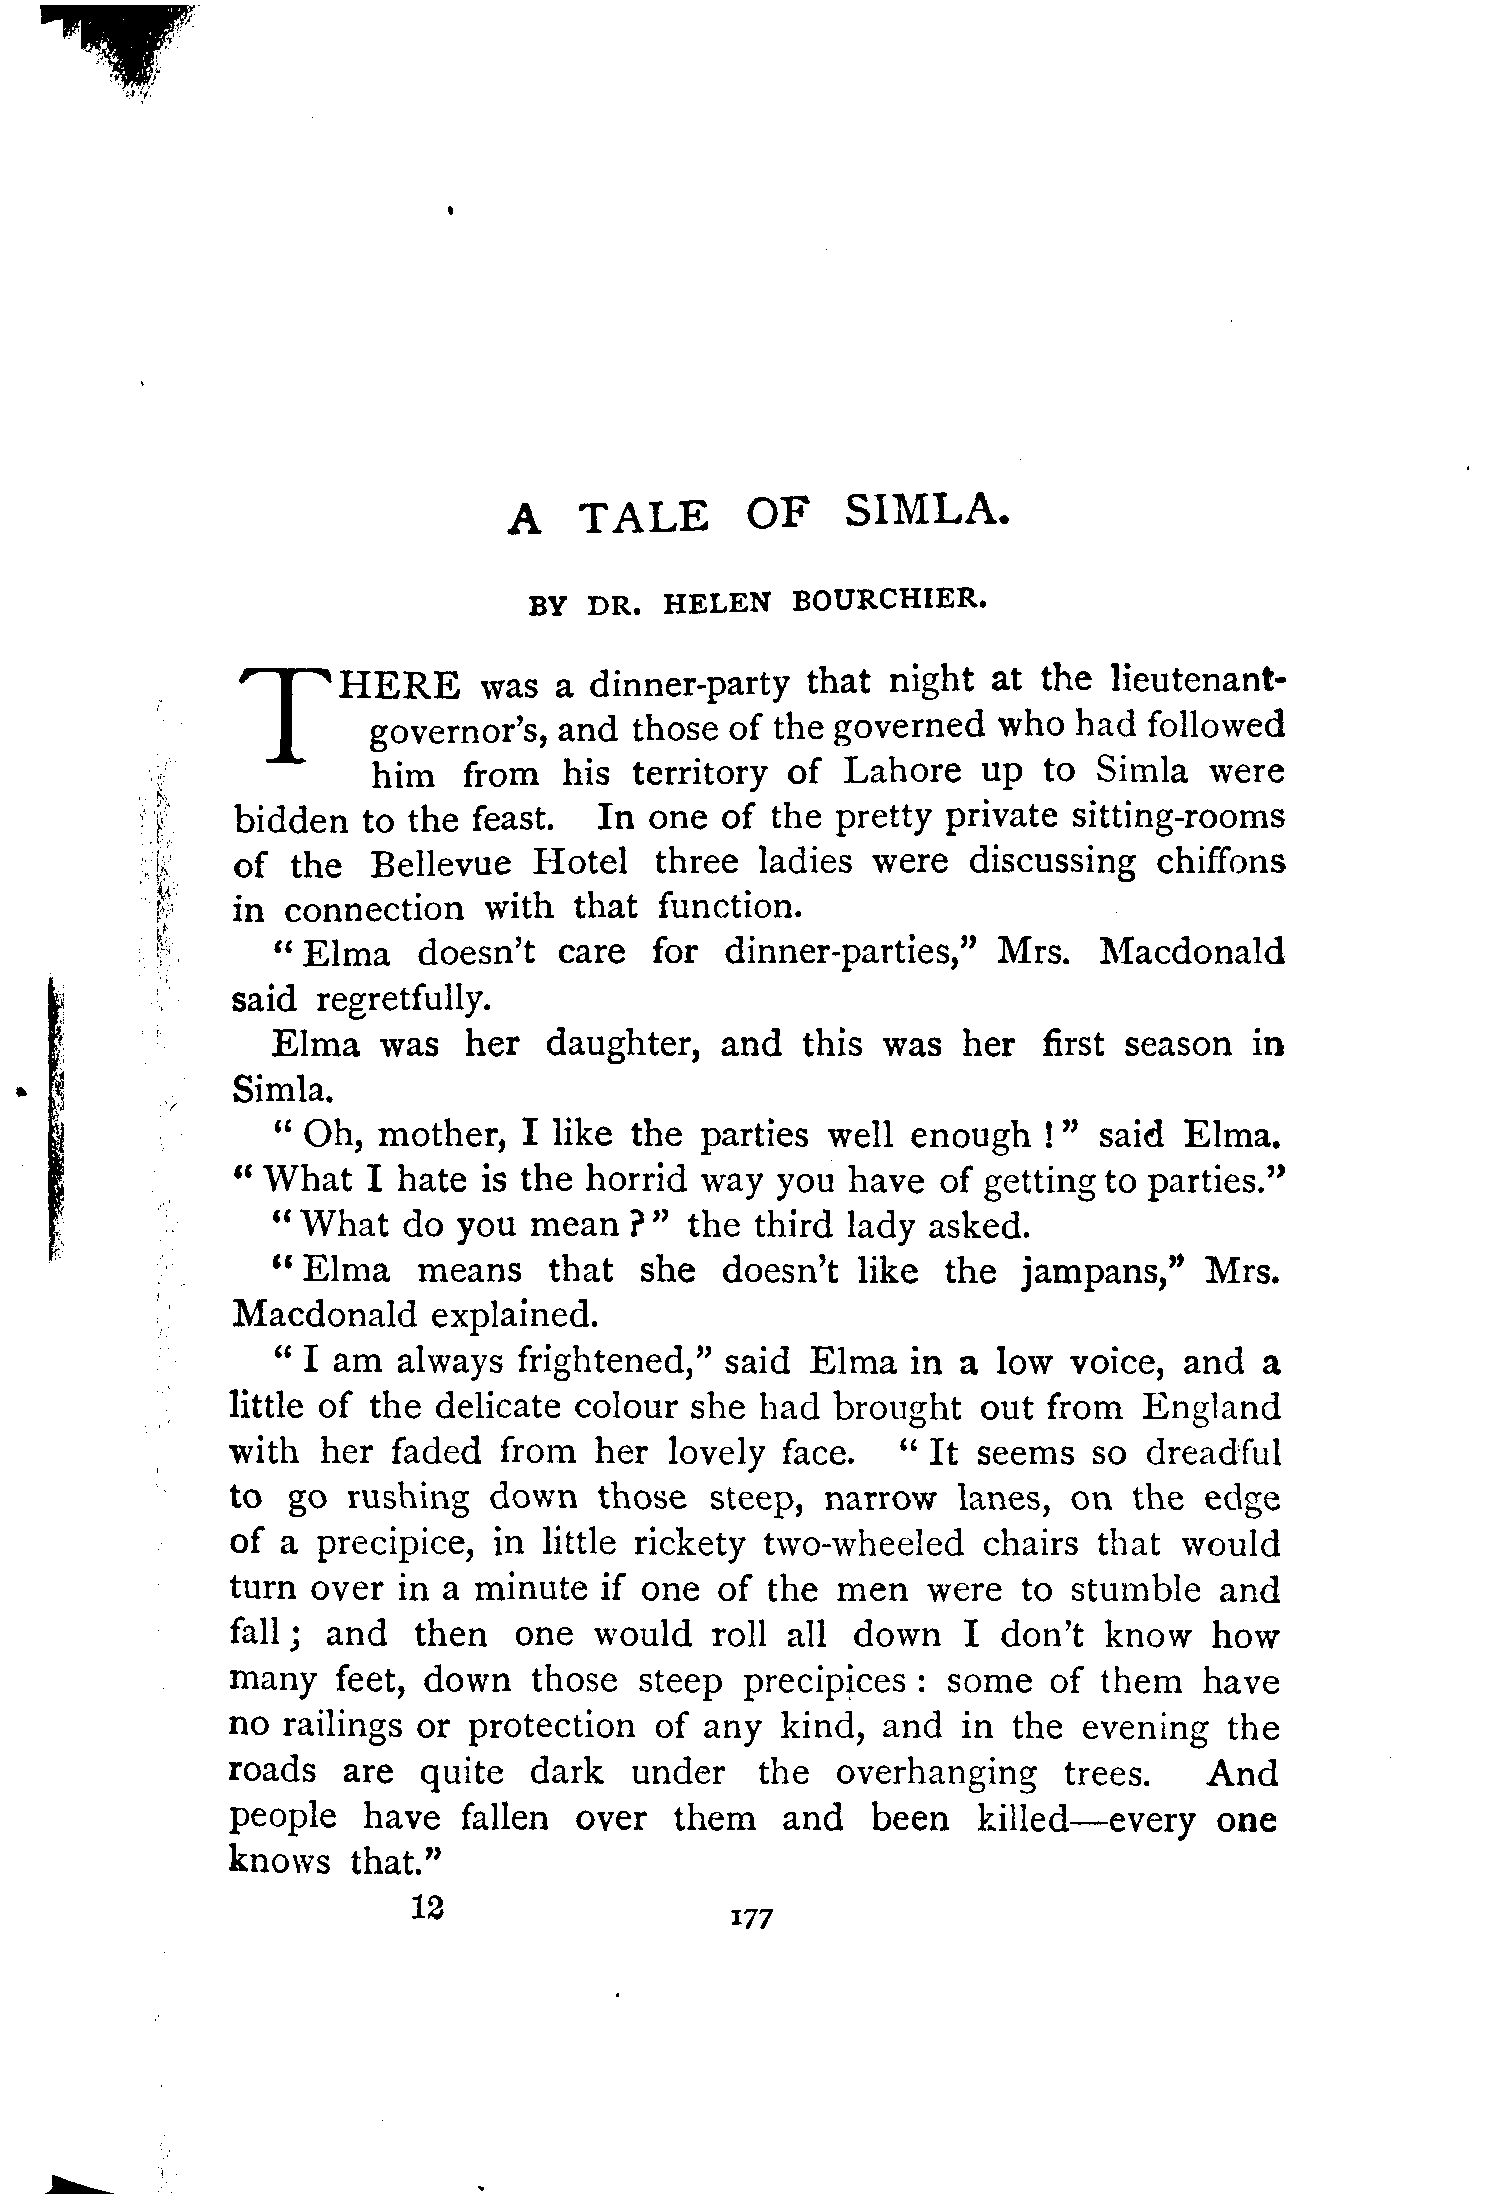 A TALE OF SIMLA.
BY DR. HELEN BOURCHIER.
THERE was a dinner-party that night at the lieutenant-
governor's, and those of the governed who had followed
him from his territory of Lahore up to Simla were
bidden to the feast. In one of the pretty private sitting-rooms
of the Bellevue Hotel three ladies were discussing chiffons
in connection with that function.
“Elma doesn't care for dinner-parties,” Mrs. Macdonald
said regretfully.
Elma was her daughter, and this was her first season in
Simla.
“Oh, mother, I like the parties well enough!” said Elma.
“What I hate is the horrid way you have of getting to parties.”
“What do you mean?” the third lady asked.
“Elma means that she doesn't like the jampans,” Mrs.
Macdonald explained.
“I am always frightened,” said Elma in a low voice, and a
little of the delicate colour she had brought out from England
with her faded from her lovely face. “It seems so dreadful
to go rushing down those steep, narrow lanes, on the edge
of a precipice, in little rickety two-wheeled chairs that would
turn over in a minute if one of the men were to stumble and
fall; and then one would roll all down I don't know how
many feet, down those steep precipices: some of them have
no railings or protection of any kind, and in the evening the
roads are quite dark under the overhanging trees. And
people have fallen over them and been killed—every one
knows that.”
12 177